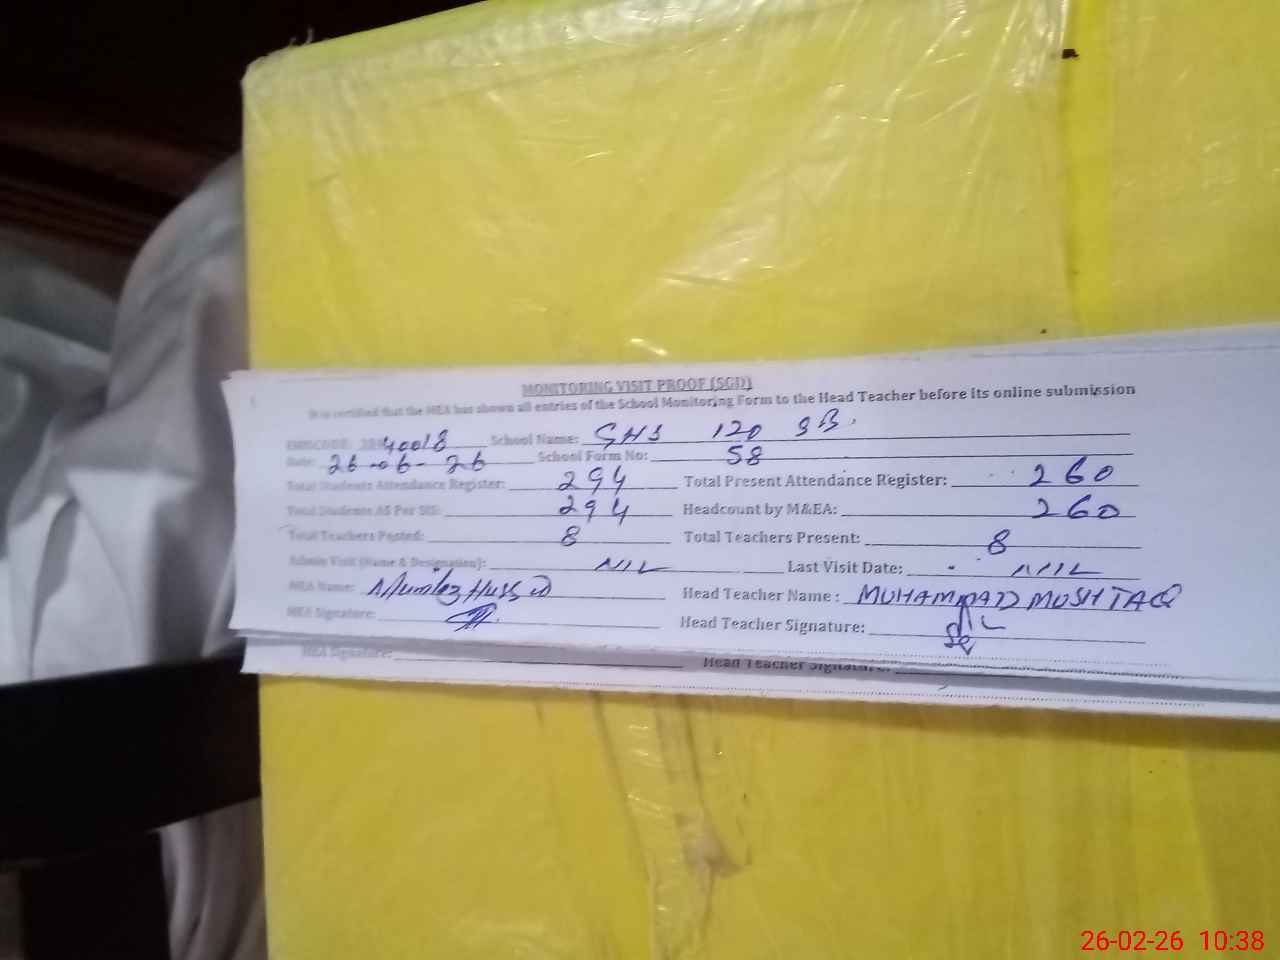 MONITORING VISIT PROOF (SGD)
It is certified that the MEA has shown all entries of the School Monitoring Form to the Head Teacher before its online submission
EMISCODE: 38440018 School Name: GHS 120 SB.
Date: 26-06-26 School Form No: 58
Total Students Attendance Register: 294 Total Present Attendance Register: 260
Total Students AS Per SIS: 294 Headcount by M&EA: 260
Total Teachers Posted: 8 Total Teachers Present: 8
Admin Visit (Name & Designation): NIL Last Visit Date: NIL
MEA Name: Hussain Head Teacher Name: MUHAMMAD MUSHTAQ
MEA Signature: Head Teacher Signature:
MEA Signature: Head Teacher Signature:
26-02-26 10:38